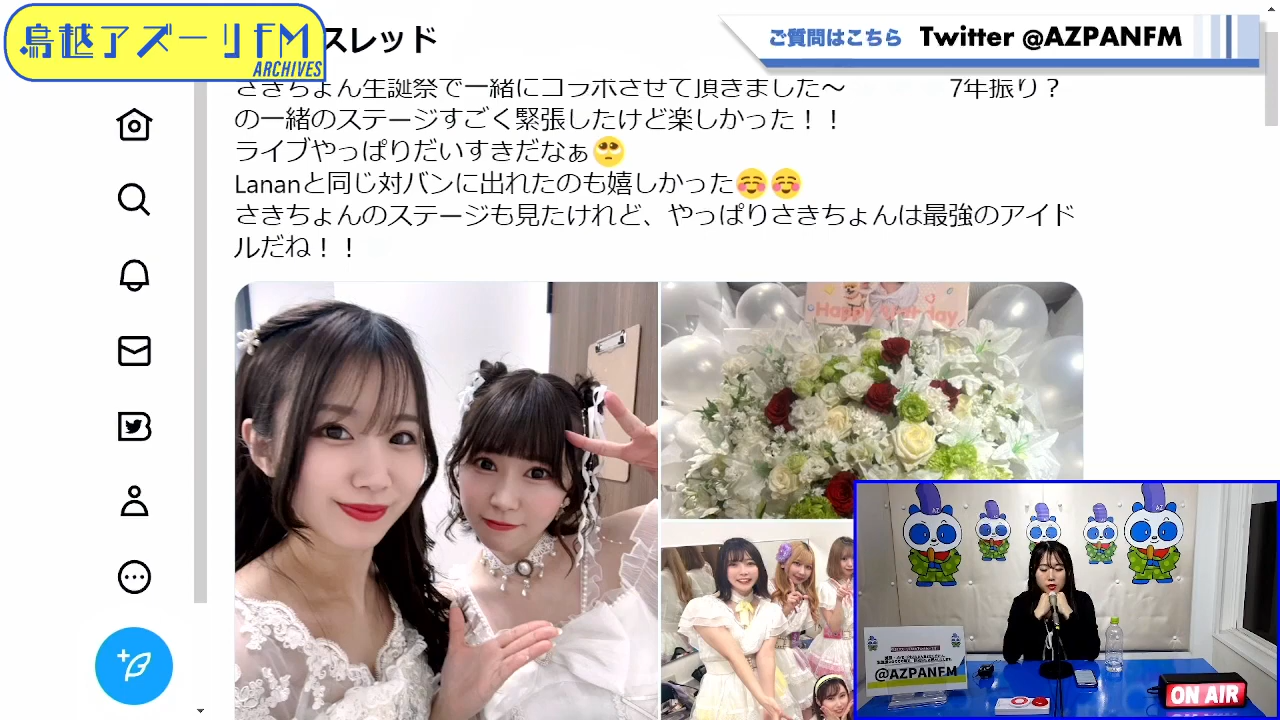 鳥越アズーリFM
ARCHIVES
スレッド
ご質問はこちら Twitter @AZPANFM
さきちょん生誕祭で一緒にコラボさせて頂きました〜 7年振り？
の一緒のステージすごく緊張したけど楽しかった！！
ライブやっぱりだいすきだなぁ🥺
Lananと同じ対バンに出れたのも嬉しかった☺️☺️
さきちょんのステージも見たけれど、やっぱりさきちょんは最強のアイド
ルだね！！
Happy Birthday
@AZPANFM
ON AIR